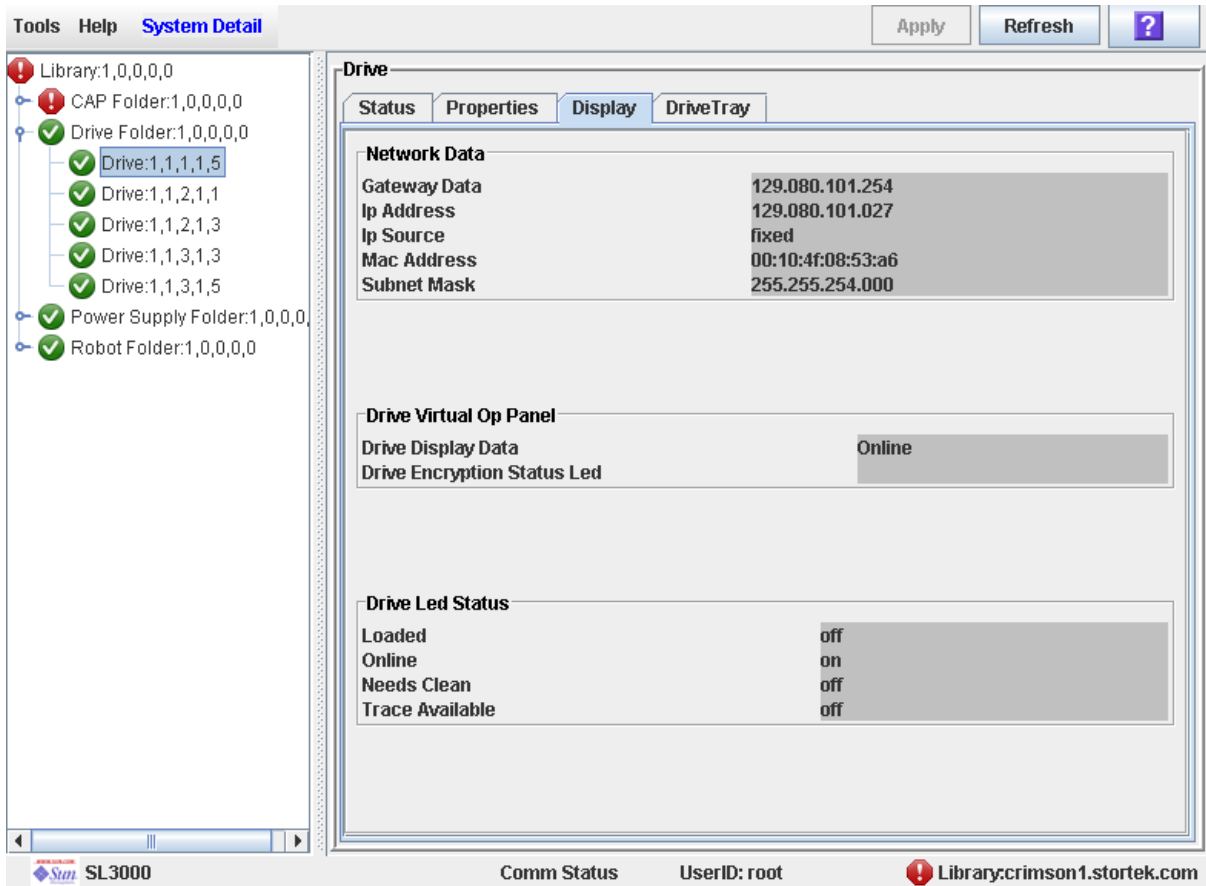 Tools Help System Detail Apply Refresh ?
Library:1,0,0,0,0
CAP Folder:1,0,0,0,0
Drive Folder:1,0,0,0,0
Drive:1,1,1,1,5
Drive:1,1,2,1,1
Drive:1,1,2,1,3
Drive:1,1,3,1,3
Drive:1,1,3,1,5
Power Supply Folder:1,0,0,0,
Robot Folder:1,0,0,0,0
Drive
Status Properties Display DriveTray
Network Data
Gateway Data 129.080.101.254
Ip Address 129.080.101.027
Ip Source fixed
Mac Address 00:10:4f:08:53:a6
Subnet Mask 255.255.254.000
Drive Virtual Op Panel
Drive Display Data Online
Drive Encryption Status Led
Drive Led Status
Loaded off
Online on
Needs Clean off
Trace Available off
Sun SL3000 Comm Status UserID: root Library:crimson1.stortek.com